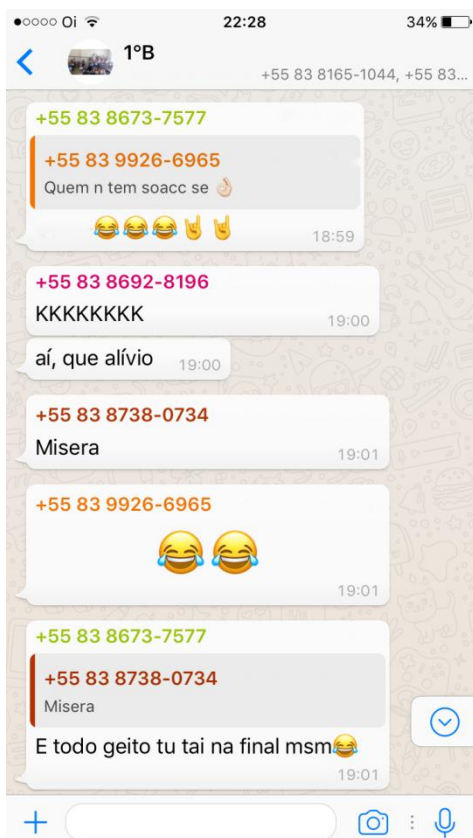 Oi 22:28 34%
1ºB
+55 83 8165-1044, +55 83...
+55 83 8673-7577
+55 83 9926-6965
Quem n tem soacc se 👌🏻
😂😂😂🤘🤘
18:59
+55 83 8692-8196
KKKKKKKK
19:00
aí, que alívio 19:00
+55 83 8738-0734
Misera
19:01
+55 83 9926-6965
😂😂
19:01
+55 83 8673-7577
+55 83 8738-0734
Misera
E todo geito tu tai na final msm😂
19:01